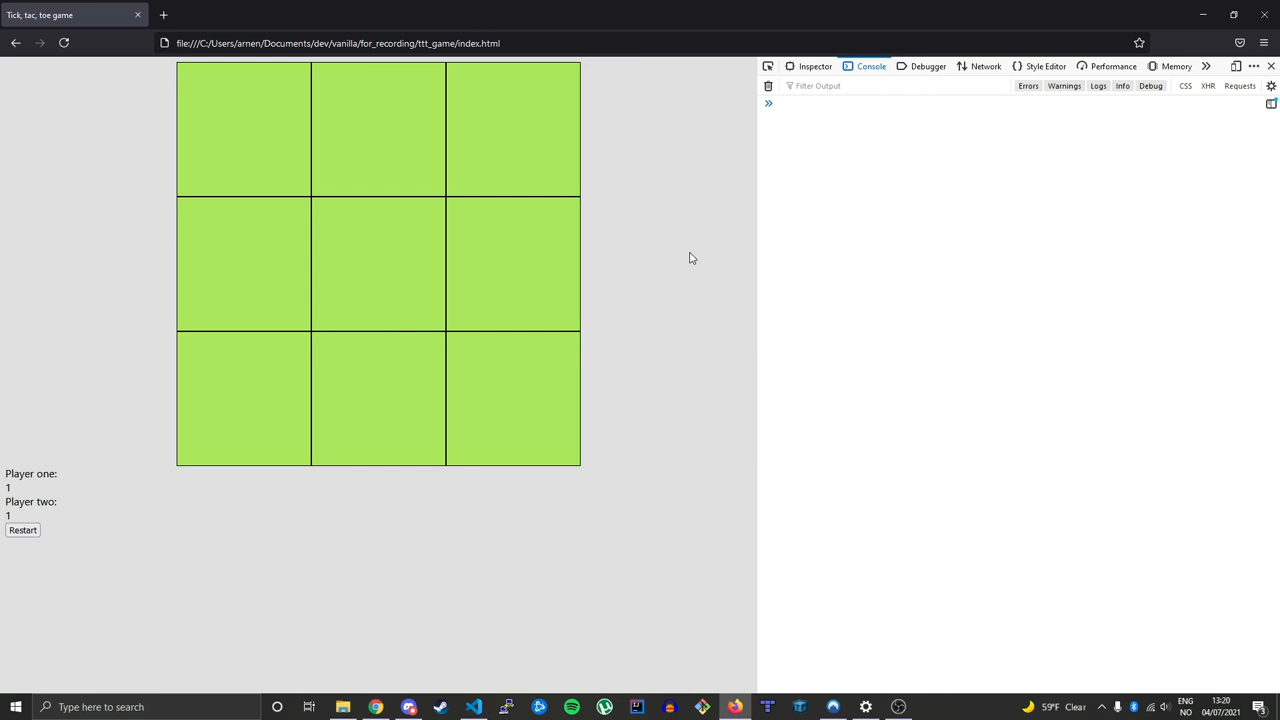 Tick, tac, toe game
file:///C:/Users/arnen/Documents/dev/vanilla/for_recording/ttt_game/index.html
Inspector Console Debugger Network Style Editor Performance Memory
Filter Output Errors Warnings Logs Info Debug CSS XHR Requests
Player one:
1
Player two:
1
Restart
Type here to search
59°F Clear
ENG
NO
13:20
04/07/2021
3